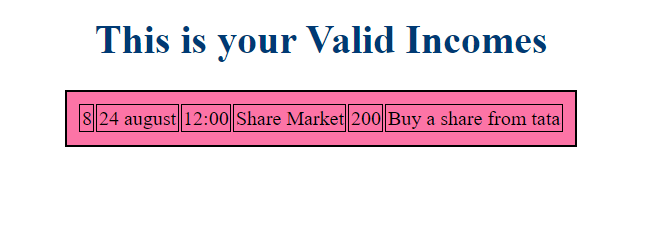 This is your Valid Incomes
8 24 august 12:00 Share Market 200 Buy a share from tata